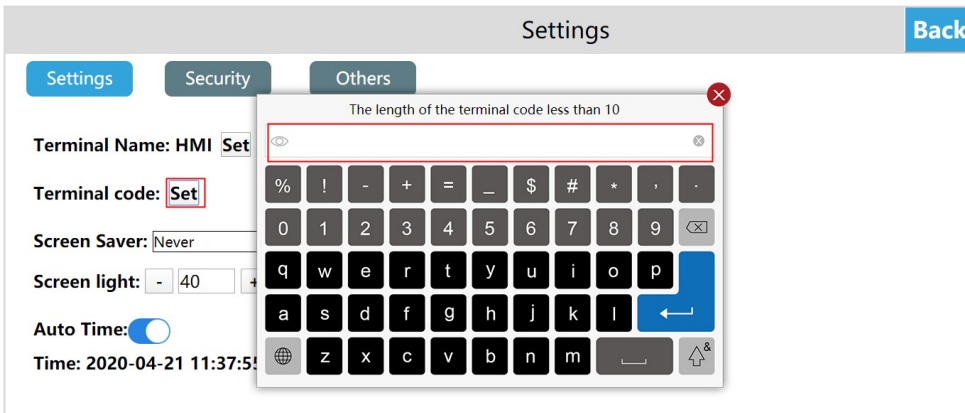 Settings
Back
Settings Security Others
The length of the terminal code less than 10
Terminal Name: HMI Set
Terminal code: Set
Screen Saver: Never
Screen light: - 40 +
Auto Time:
Time: 2020-04-21 11:37:55
% ! - + = _ $ # * , .
0 1 2 3 4 5 6 7 8 9
q w e r t y u i o p
a s d f g h j k l
z x c v b n m &